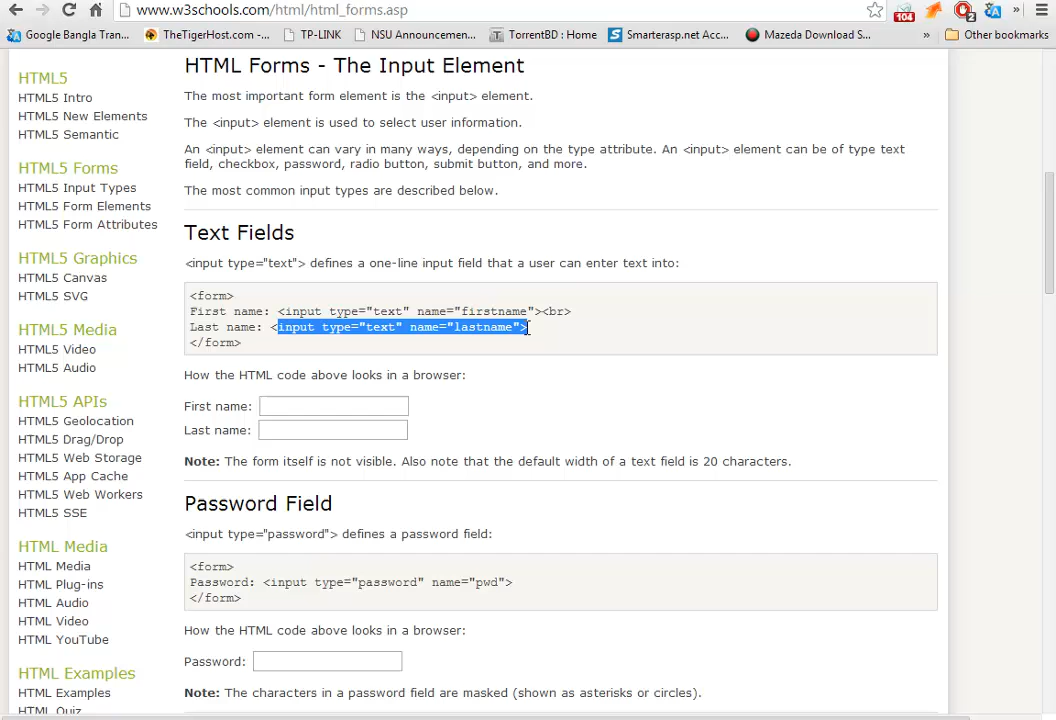 www.w3schools.com/html/html_forms.asp
104
2
Google Bangla Tran...
TheTigerHost.com -...
TP-LINK
NSU Announcemen...
TorrentBD : Home
Smarterasp.net Acc...
Mazeda Download S...
»
Other bookmarks
HTML5
HTML5 Intro
HTML5 New Elements
HTML5 Semantic
HTML5 Forms
HTML5 Input Types
HTML5 Form Elements
HTML5 Form Attributes
HTML5 Graphics
HTML5 Canvas
HTML5 SVG
HTML5 Media
HTML5 Video
HTML5 Audio
HTML5 APIs
HTML5 Geolocation
HTML5 Drag/Drop
HTML5 Web Storage
HTML5 App Cache
HTML5 Web Workers
HTML5 SSE
HTML Media
HTML Media
HTML Plug-ins
HTML Audio
HTML Video
HTML YouTube
HTML Examples
HTML Examples
HTML Quiz
HTML Forms - The Input Element
The most important form element is the <input> element.
The <input> element is used to select user information.
An <input> element can vary in many ways, depending on the type attribute. An <input> element can be of type text
field, checkbox, password, radio button, submit button, and more.
The most common input types are described below.
Text Fields
<input type="text"> defines a one-line input field that a user can enter text into:
<form>
First name: <input type="text" name="firstname"><br>
Last name: <input type="text" name="lastname">
</form>
How the HTML code above looks in a browser:
First name:
Last name:
Note: The form itself is not visible. Also note that the default width of a text field is 20 characters.
Password Field
<input type="password"> defines a password field:
<form>
Password: <input type="password" name="pwd">
</form>
How the HTML code above looks in a browser:
Password:
Note: The characters in a password field are masked (shown as asterisks or circles).